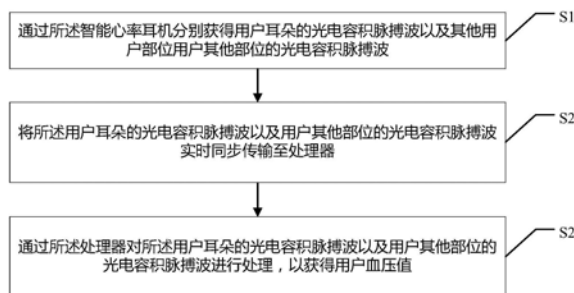 通过所述智能心率耳机分别获得用户耳朵的光电容积脉搏波以及其他用
户部位用户其他部位的光电容积脉搏波
S1
将所述用户耳朵的光电容积脉搏波以及用户其他部位的光电容积脉搏波
实时同步传输至处理器
S2
通过所述处理器对所述用户耳朵的光电容积脉搏波以及用户其他部位的
光电容积脉搏波进行处理，以获得用户血压值
S2